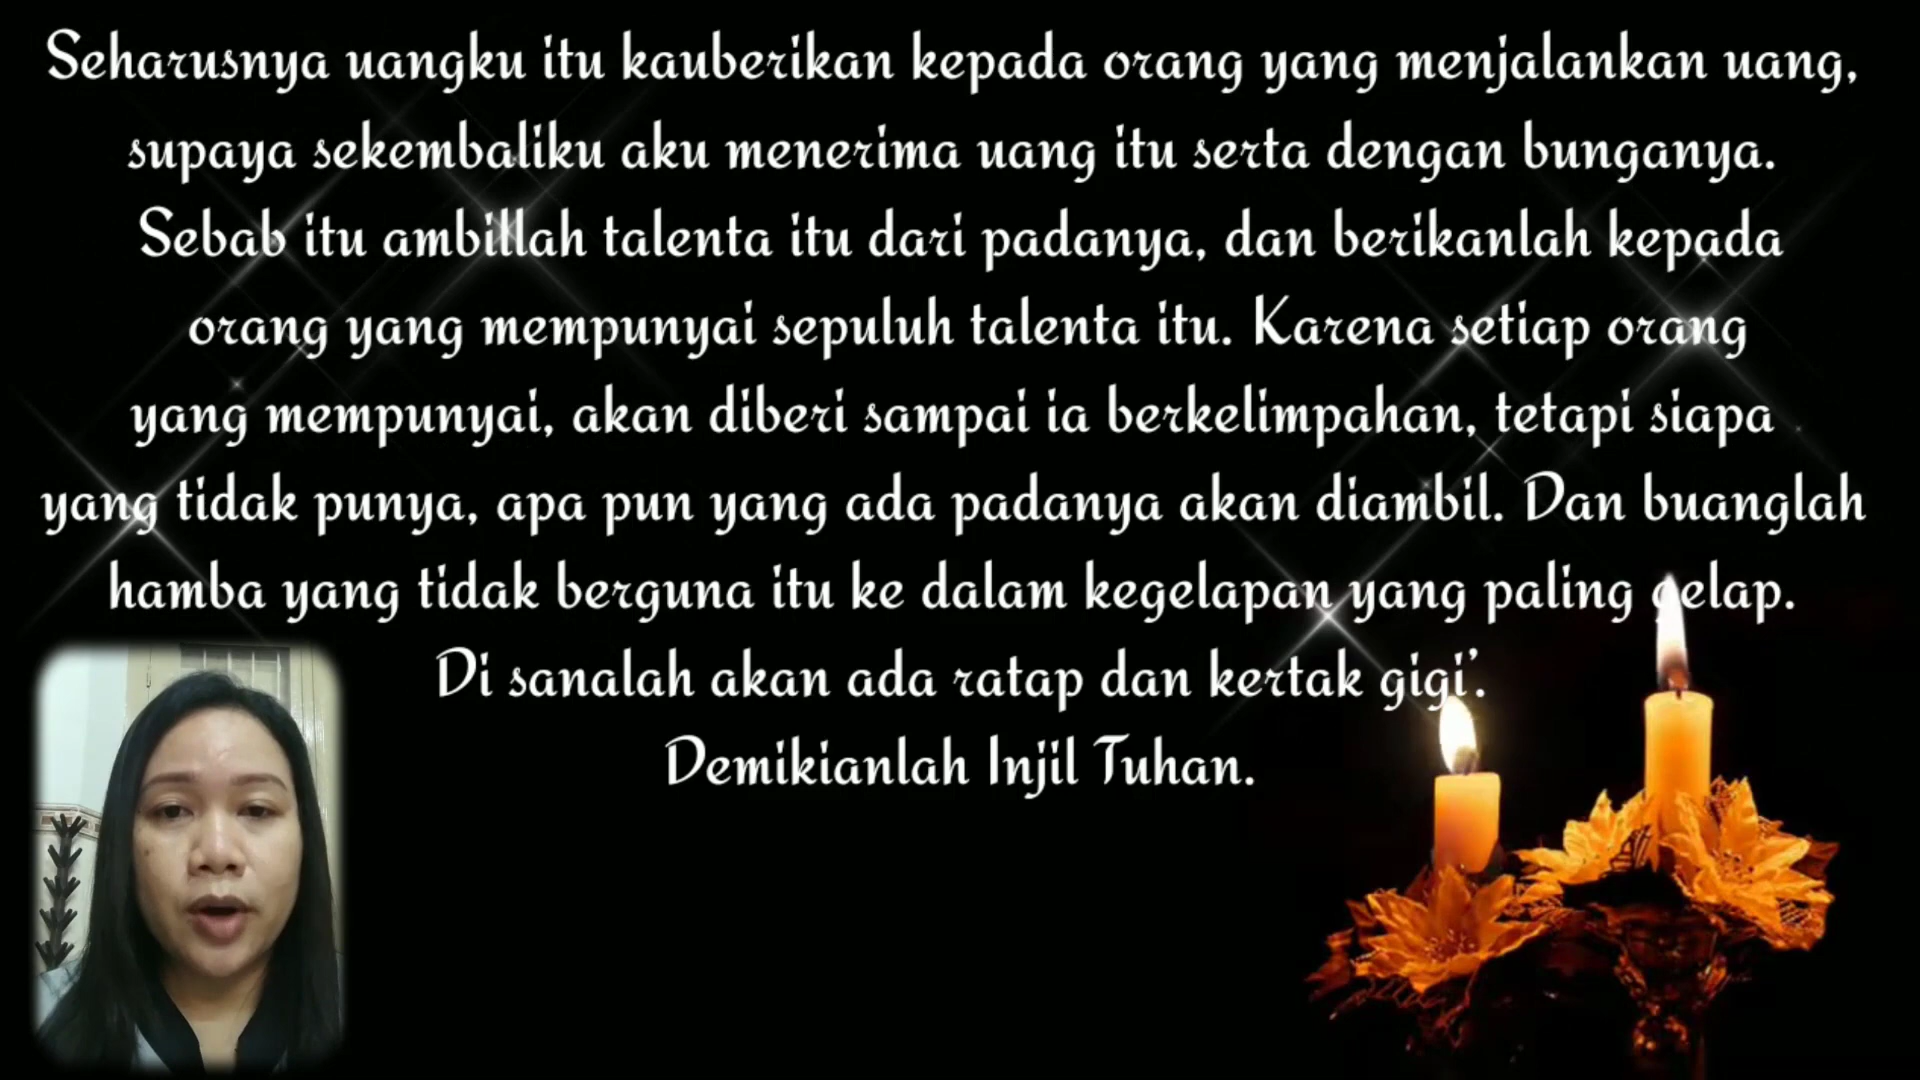 Seharusnya uangku itu kauberikan kepada orang yang menjalankan uang,
supaya sekembaliku aku menerima uang itu serta dengan bunganya.
Sebab itu ambillah talenta itu dari padanya, dan berikanlah kepada
orang yang mempunyai sepuluh talenta itu. Karena setiap orang
yang mempunyai, akan diberi sampai ia berkelimpahan, tetapi siapa
yang tidak punya, apa pun yang ada padanya akan diambil. Dan buanglah
hamba yang tidak berguna itu ke dalam kegelapan yang paling gelap.
Di sanalah akan ada ratap dan kertak gigi’.
Demikianlah Injil Tuhan.